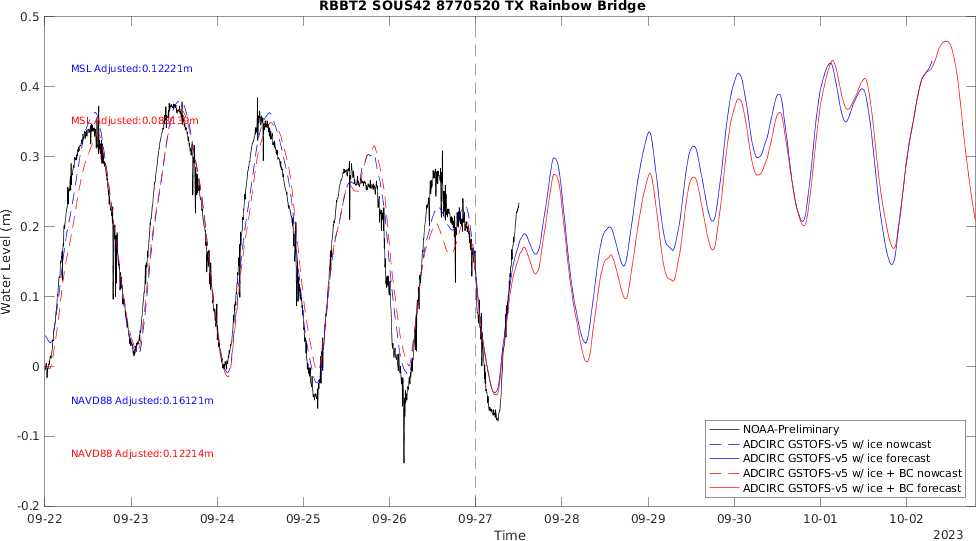 RBBT2 SOUS42 8770520 TX Rainbow Bridge
0.5
0.4
0.3
0.2
0.1
0
-0.1
-0.2
Water Level (m)
MSL Adjusted:0.12221m
MSL Adjusted:
NAVD88 Adjusted:0.16121m
NAVD88 Adjusted:0.12214m
NOAA-Preliminary
ADCIRC GSTOFS-v5 w/ ice nowcast
ADCIRC GSTOFS-v5 w/ ice forecast
ADCIRC GSTOFS-v5 w/ ice + BC nowcast
ADCIRC GSTOFS-v5 w/ ice + BC forecast
09-22 09-23 09-24 09-25 09-26 09-27 09-28 09-29 09-30 10-01 10-02
Time
2023